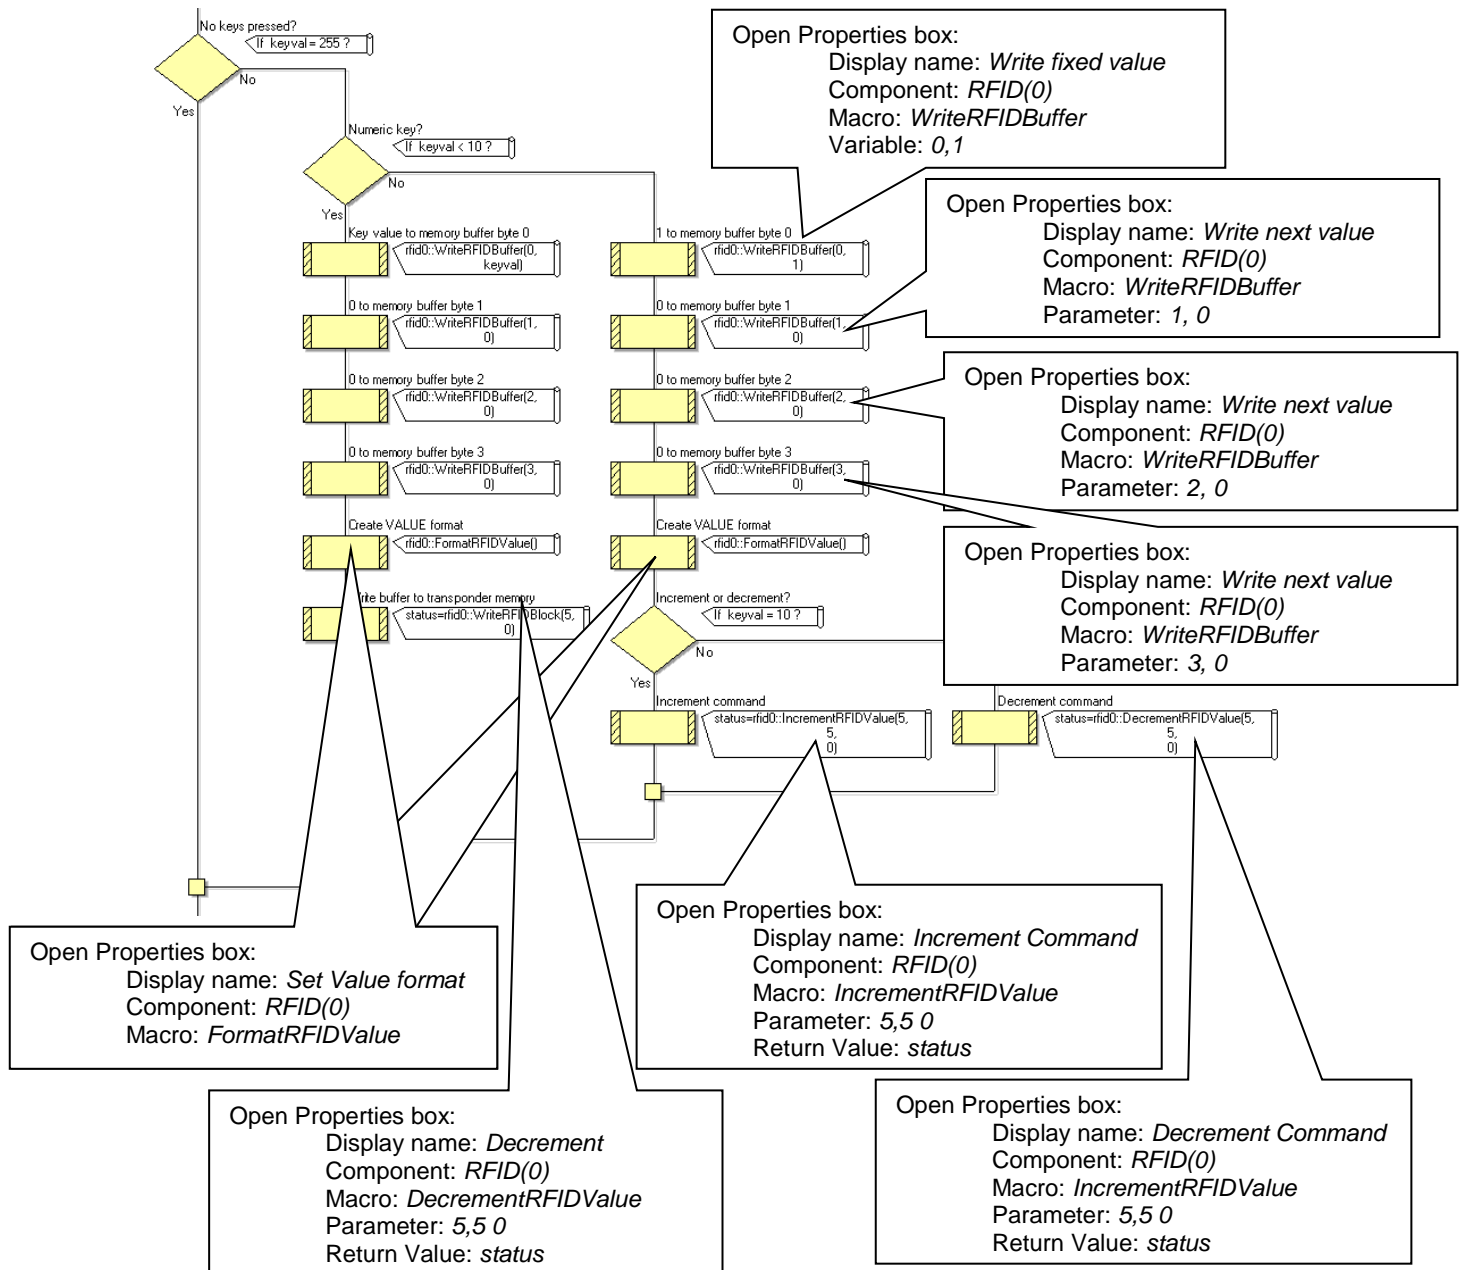 No keys pressed?
If keyval = 255 ?
No
Yes
Numeric key?
If keyval < 10 ?
No
Yes
Key value to memory buffer byte 0
rfid0::WriteRFIDBuffer(0,
keyval)
0 to memory buffer byte 1
rfid0::WriteRFIDBuffer(1,
0)
0 to memory buffer byte 2
rfid0::WriteRFIDBuffer(2,
0)
0 to memory buffer byte 3
rfid0::WriteRFIDBuffer(3,
0)
Create VALUE format
rfid0::FormatRFIDValue()
rite buffer to transponder memory
status=rfid0::WriteRFIDBlock(5,
0)
1 to memory buffer byte 0
rfid0::WriteRFIDBuffer(0,
1)
0 to memory buffer byte 1
rfid0::WriteRFIDBuffer(1,
0)
0 to memory buffer byte 2
rfid0::WriteRFIDBuffer(2,
0)
0 to memory buffer byte 3
rfid0::WriteRFIDBuffer(3,
0)
Create VALUE format
rfid0::FormatRFIDValue()
Increment or decrement?
If keyval = 10 ?
No
Yes
Increment command
status=rfid0::IncrementRFIDValue(5,
5,
0)
Decrement command
status=rfid0::DecrementRFIDValue(5,
5,
0)
Open Properties box:
Display name: Write fixed value
Component: RFID(0)
Macro: WriteRFIDBuffer
Variable: 0,1
Open Properties box:
Display name: Write next value
Component: RFID(0)
Macro: WriteRFIDBuffer
Parameter: 1, 0
Open Properties box:
Display name: Write next value
Component: RFID(0)
Macro: WriteRFIDBuffer
Parameter: 2, 0
Open Properties box:
Display name: Write next value
Component: RFID(0)
Macro: WriteRFIDBuffer
Parameter: 3, 0
Open Properties box:
Display name: Set Value format
Component: RFID(0)
Macro: FormatRFIDValue
Open Properties box:
Display name: Increment Command
Component: RFID(0)
Macro: IncrementRFIDValue
Parameter: 5,5 0
Return Value: status
Open Properties box:
Display name: Decrement
Component: RFID(0)
Macro: DecrementRFIDValue
Parameter: 5,5 0
Return Value: status
Open Properties box:
Display name: Decrement Command
Component: RFID(0)
Macro: IncrementRFIDValue
Parameter: 5,5 0
Return Value: status